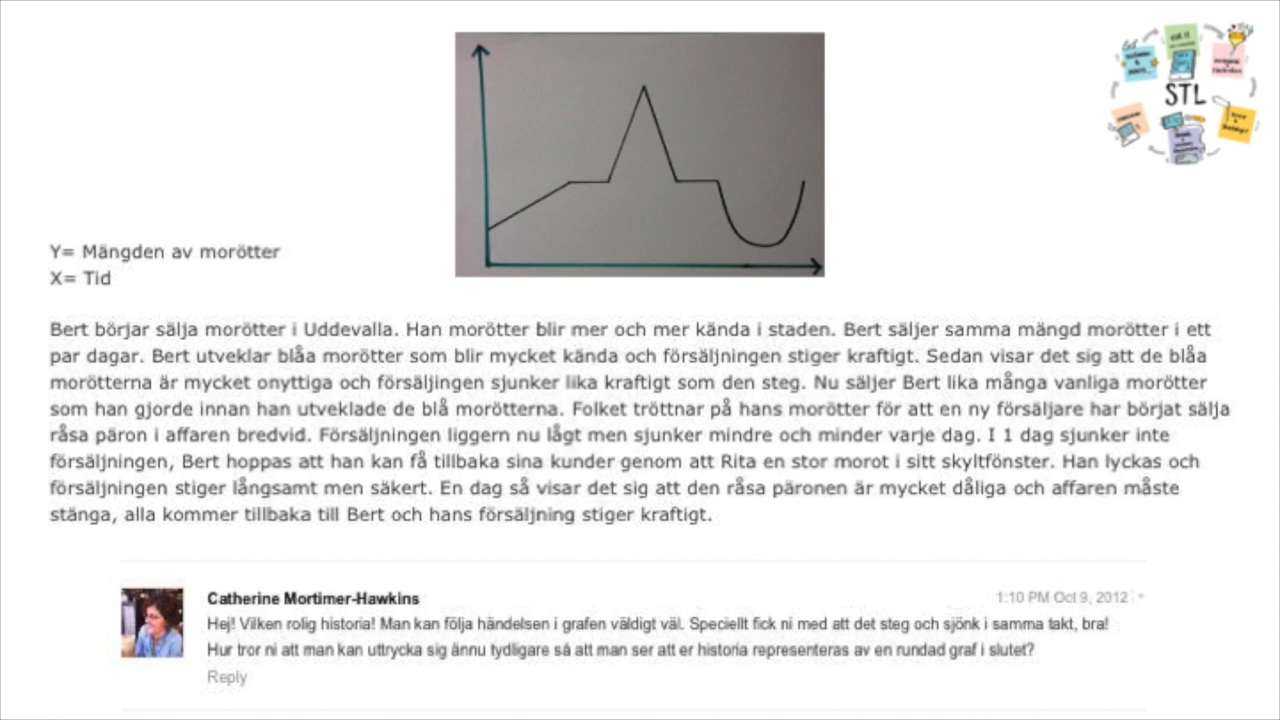 STL
Y= Mängden av morötter
X= Tid
Bert börjar sälja morötter i Uddevalla. Han morötter blir mer och mer kända i staden. Bert säljer samma mängd morötter i ett
par dagar. Bert utveklar blåa morötter som blir mycket kända och försäljningen stiger kraftigt. Sedan visar det sig att de blåa
morötterna är mycket onyttiga och försäljingen sjunker lika kraftigt som den steg. Nu säljer Bert lika många vanliga morötter
som han gjorde innan han utveklade de blå morötterna. Folket tröttnar på hans morötter för att en ny försäljare har börjat sälja
råsa päron i affaren bredvid. Försäljningen liggern nu lågt men sjunker mindre och minder varje dag. I 1 dag sjunker inte
försäljningen, Bert hoppas att han kan få tillbaka sina kunder genom att Rita en stor morot i sitt skyltfönster. Han lyckas och
försäljningen stiger långsamt men säkert. En dag så visar det sig att den råsa päronen är mycket dåliga och affaren måste
stänga, alla kommer tillbaka till Bert och hans försäljning stiger kraftigt.
Catherine Mortimer-Hawkins 1:10 PM Oct 9, 2012
Hej! Vilken rolig historia! Man kan följa händelsen i grafen väldigt väl. Speciellt fick ni med att det steg och sjönk i samma takt, bra!
Hur tror ni att man kan uttrycka sig ännu tydligare så att man ser att er historia representeras av en rundad graf i slutet?
Reply